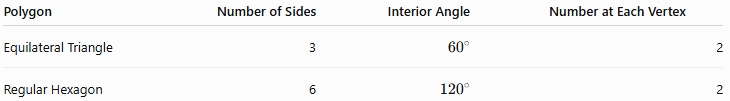 Polygon Number of Sides Interior Angle Number at Each Vertex
Equilateral Triangle 3 60° 2
Regular Hexagon 6 120° 2